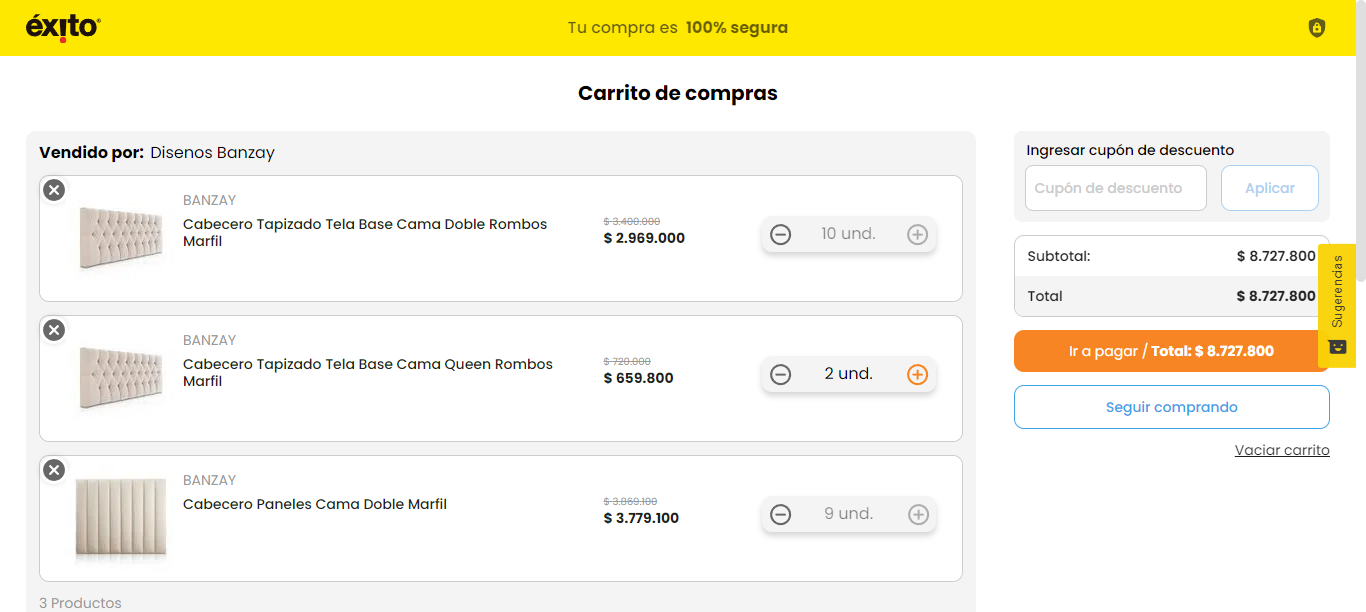 éxito
Tu compra es 100% segura
Carrito de compras
Vendido por: Disenos Banzay
BANZAY
Cabecero Tapizado Tela Base Cama Doble Rombos
Marfil
$ 3.400.000
$ 2.969.000
10 und.
BANZAY
Cabecero Tapizado Tela Base Cama Queen Rombos
Marfil
$ 720.000
$ 659.800
2 und.
BANZAY
Cabecero Paneles Cama Doble Marfil
$ 3.869.100
$ 3.779.100
9 und.
3 Productos
Ingresar cupón de descuento
Cupón de descuento
Aplicar
Subtotal: $ 8.727.800
Total $ 8.727.800
Ir a pagar / Total: $ 8.727.800
Seguir comprando
Vaciar carrito
Sugerencias